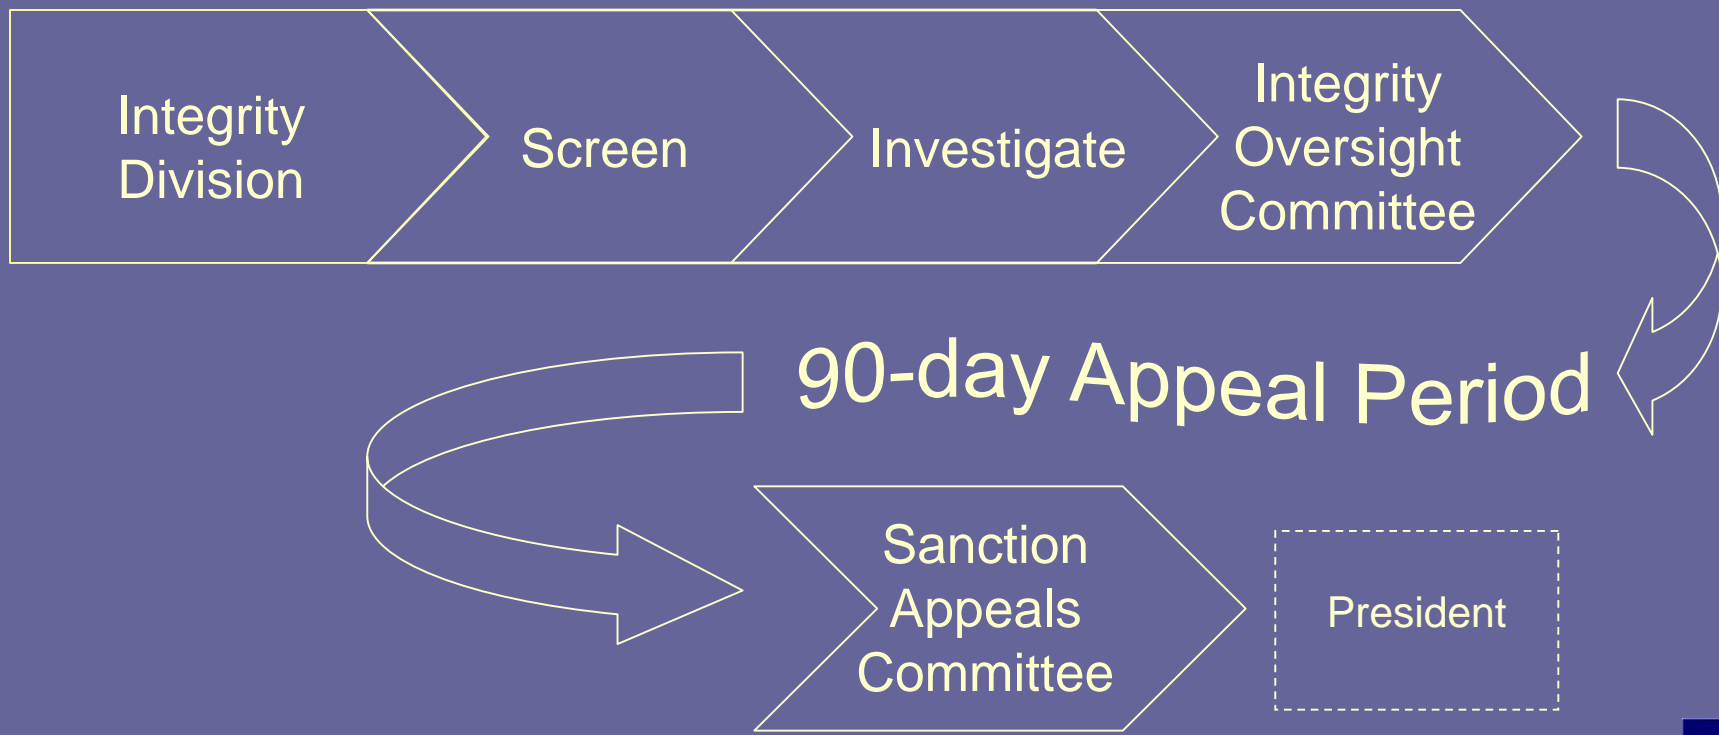 Integrity
Division
Screen
Investigate
Integrity
Oversight
Committee
90-day Appeal Period
Sanction
Appeals
Committee
President